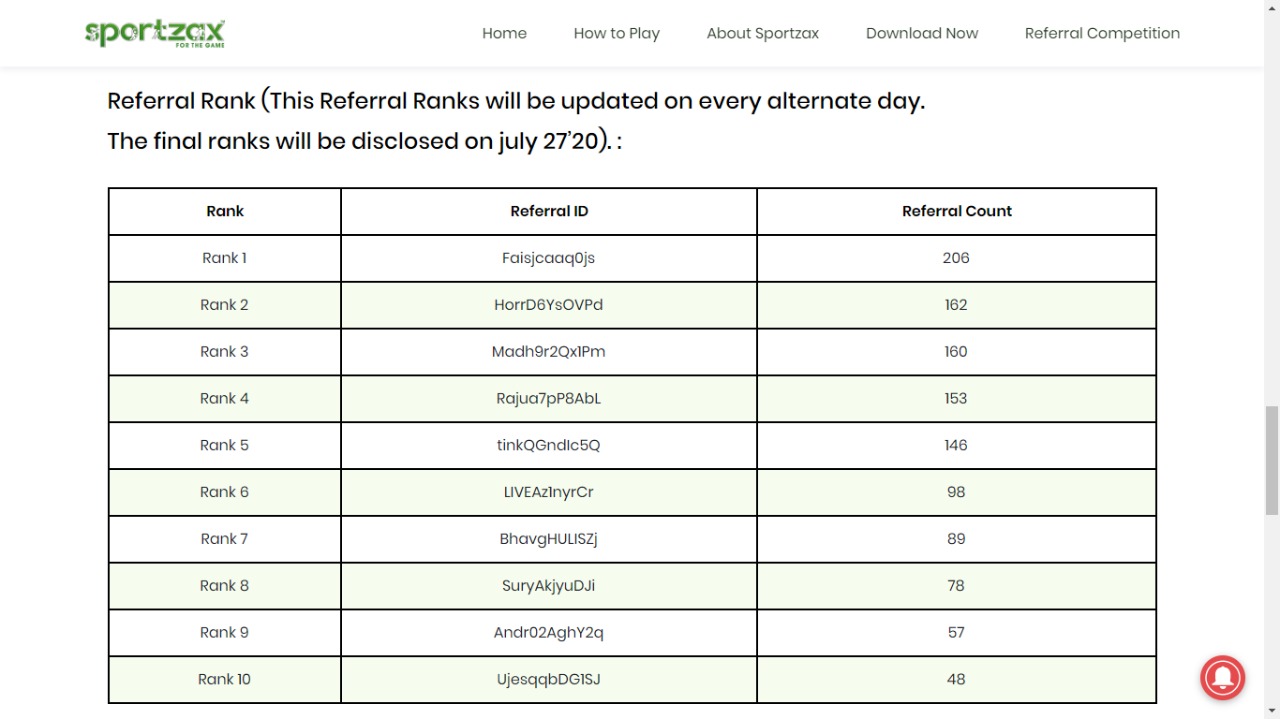 sportzax
FOR THE GAME
Home How to Play About Sportzax Download Now Referral Competition
Referral Rank (This Referral Ranks will be updated on every alternate day.
The final ranks will be disclosed on july 27'20). :
Rank Referral ID Referral Count
Rank 1 Faisjcaaq0js 206
Rank 2 HorrD6YsOVPd 162
Rank 3 Madh9r2Qx1Pm 160
Rank 4 Rajua7pP8AbL 153
Rank 5 tinkQGndIc5Q 146
Rank 6 LIVEAz1nyrCr 98
Rank 7 BhavgHULISZj 89
Rank 8 SuryAkjyuDJi 78
Rank 9 Andr02AghY2q 57
Rank 10 UjesqqbDG1SJ 48